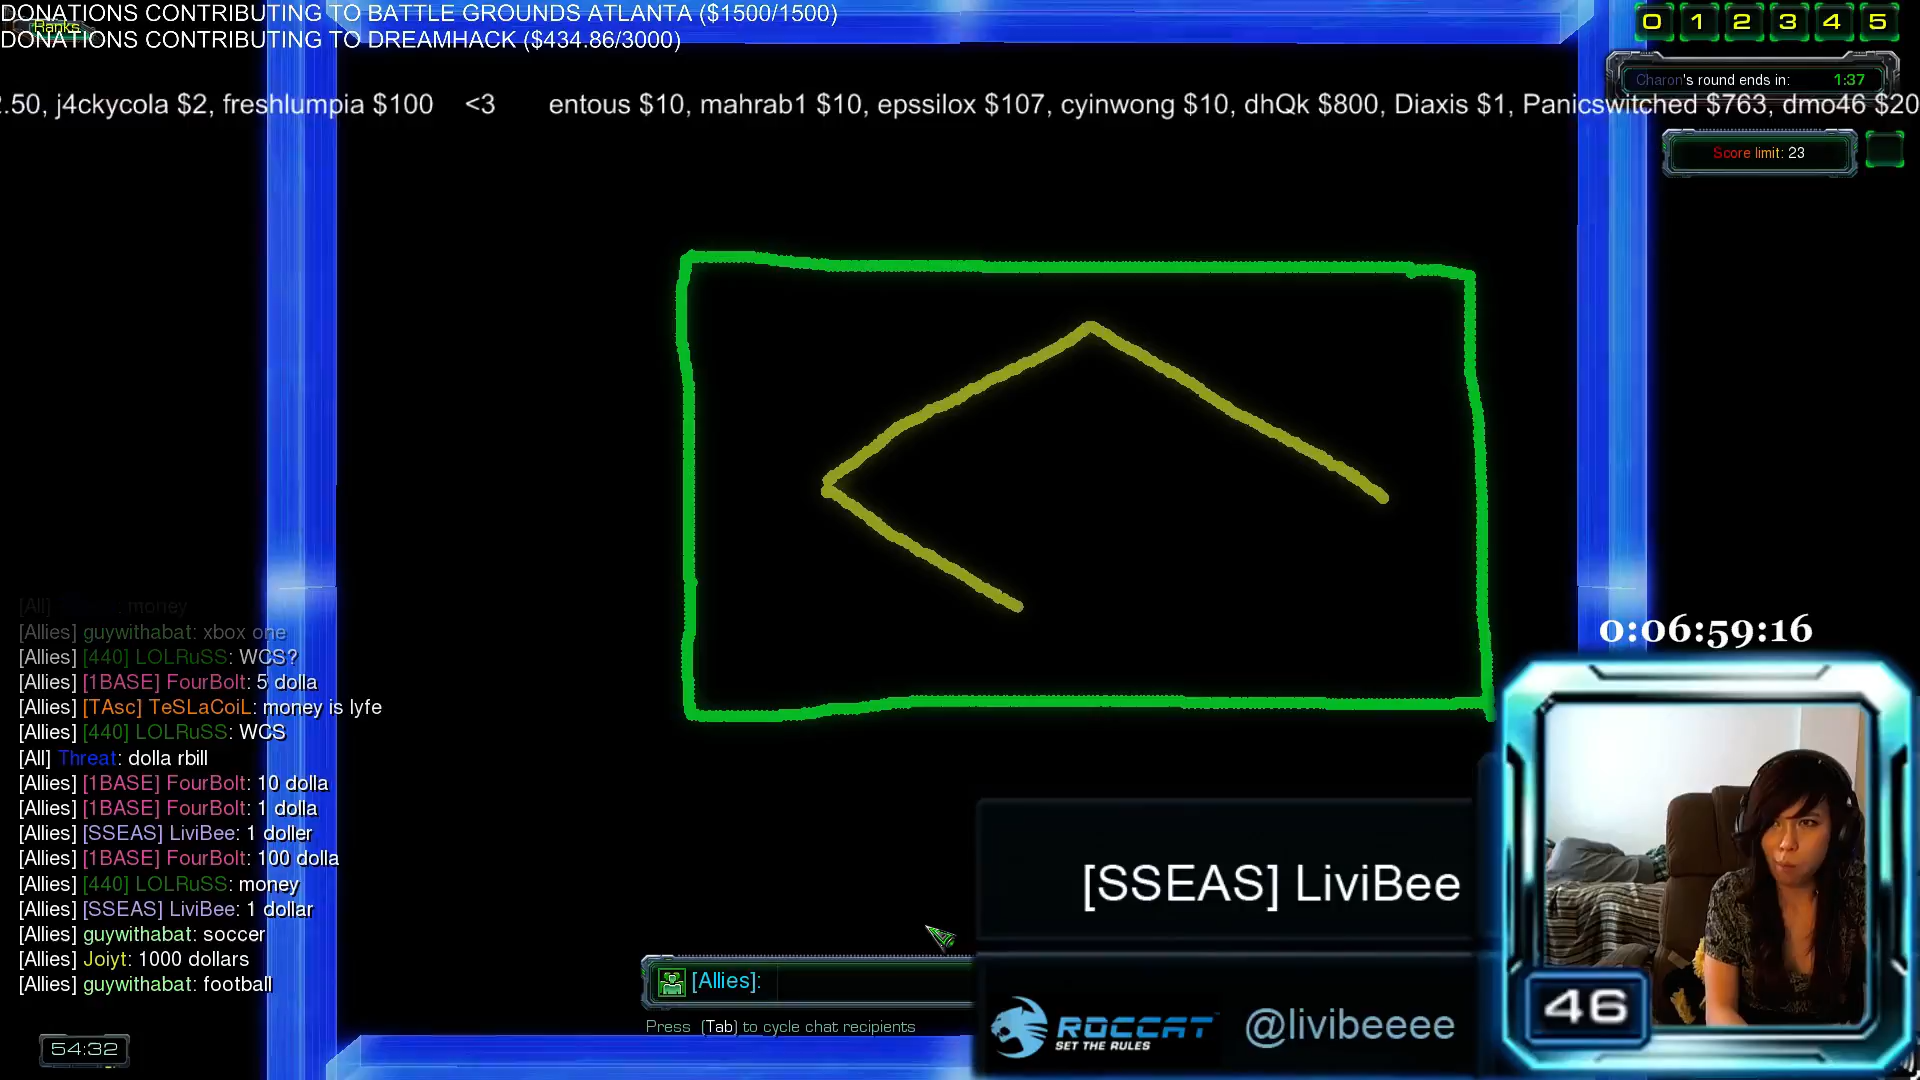 DONATIONS CONTRIBUTING TO BATTLE GROUNDS ATLANTA ($1500/1500)
Ranks
DONATIONS CONTRIBUTING TO DREAMHACK ($434.86/3000)
0 1 2 3 4 5
Charon's round ends in: 1:37
2.50, j4ckycola $2, freshlumpia $100 <3 entous $10, mahrab1 $10, epssilox $107, cyinwong $10, dhQk $800, Diaxis $1, Panicswitched $763, dmo46 $20
Score limit: 23
[All] : money
[Allies] guywithabat: xbox one
[Allies] [440] LOLRuSS: WCS?
[Allies] [1BASE] FourBolt: 5 dolla
[Allies] [TAsc] TeSLaCoiL: money is lyfe
[Allies] [440] LOLRuSS: WCS
[All] Threat: dolla rbill
[Allies] [1BASE] FourBolt: 10 dolla
[Allies] [1BASE] FourBolt: 1 dolla
[Allies] [SSEAS] LiviBee: 1 doller
[Allies] [1BASE] FourBolt: 100 dolla
[Allies] [440] LOLRuSS: money
[Allies] [SSEAS] LiviBee: 1 dollar
[Allies] guywithabat: soccer
[Allies] Joiyt: 1000 dollars
[Allies] guywithabat: football
54:32
[Allies]:
Press (Tab) to cycle chat recipients
0:06:59:16
[SSEAS] LiviBee
ROCCAT
SET THE RULES
@livibeeee
46